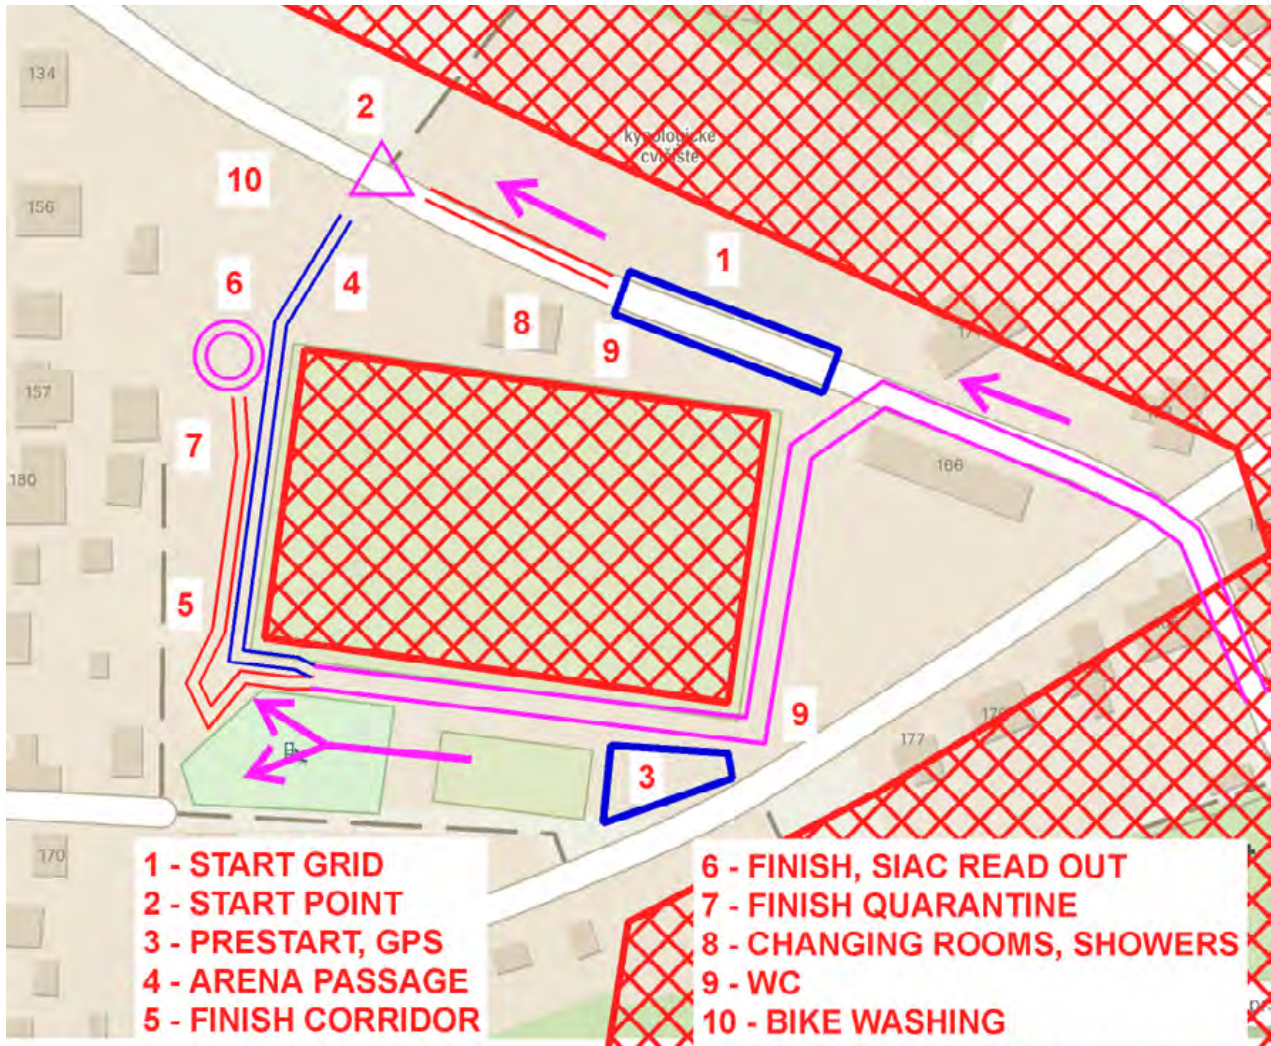 134
2
kynologické
cvičiště
10
156
1
6
4
8
9
157
7
166
180
5
9
177
3
170
1 - START GRID
2 - START POINT
3 - PRESTART, GPS
4 - ARENA PASSAGE
5 - FINISH CORRIDOR
6 - FINISH, SIAC READ OUT
7 - FINISH QUARANTINE
8 - CHANGING ROOMS, SHOWERS
9 - WC
10 - BIKE WASHING